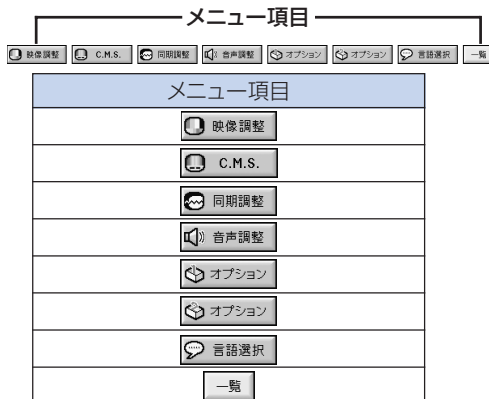 メニュー項目
映像調整 C.M.S. 同期調整 音声調整 オプション オプション 言語選択 一覧
メニュー項目
映像調整
C.M.S.
同期調整
音声調整
オプション
オプション
言語選択
一覧